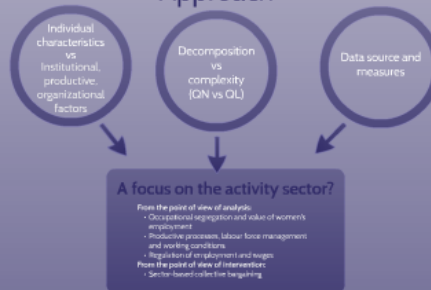 Approach
Individual
characteristics
vs
Institutional,
productive,
organizational
factors
Decomposition
vs
complexity
(QN vs QL)
Data source and
measures
A focus on the activity sector?
From the point of view of analysis:
• Occupational segregation and value of women's
employment
• Productive processes, labour force management
and working conditions
• Regulation of employment and wages
From the point of view of intervention:
• Sector-based collective bargaining